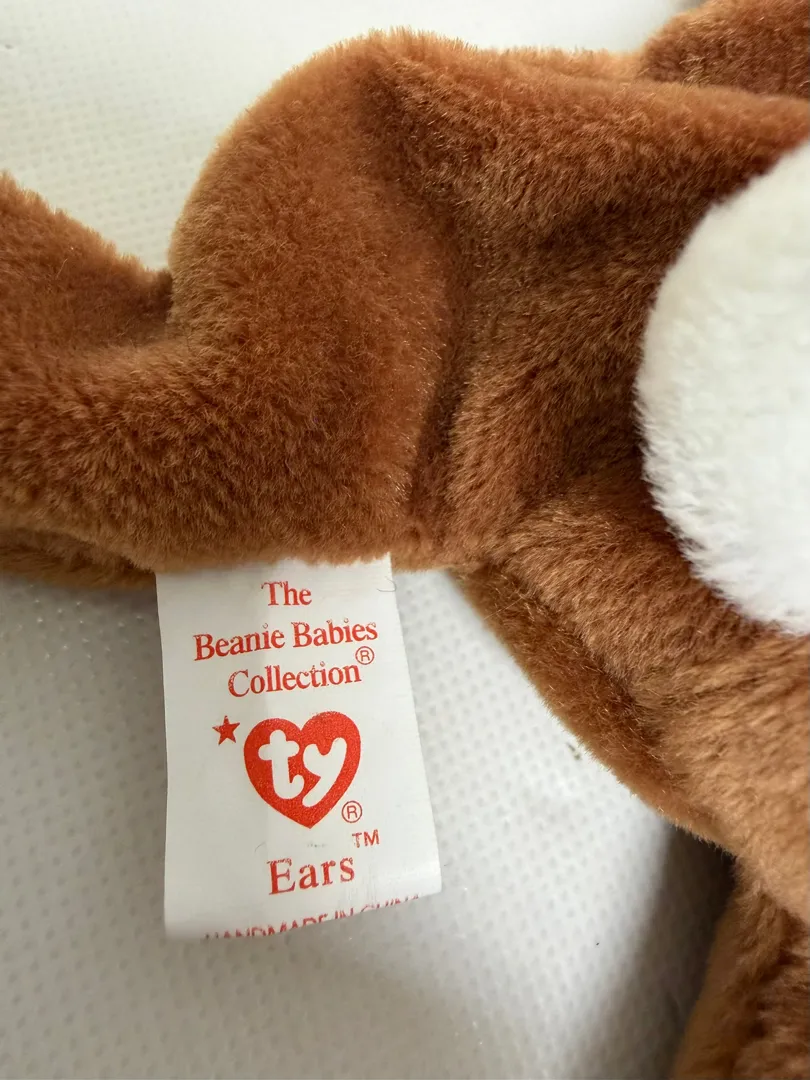 The
Beanie Babies
Collection®
★ ty®
™
Ears
HANDMADE IN CHINA